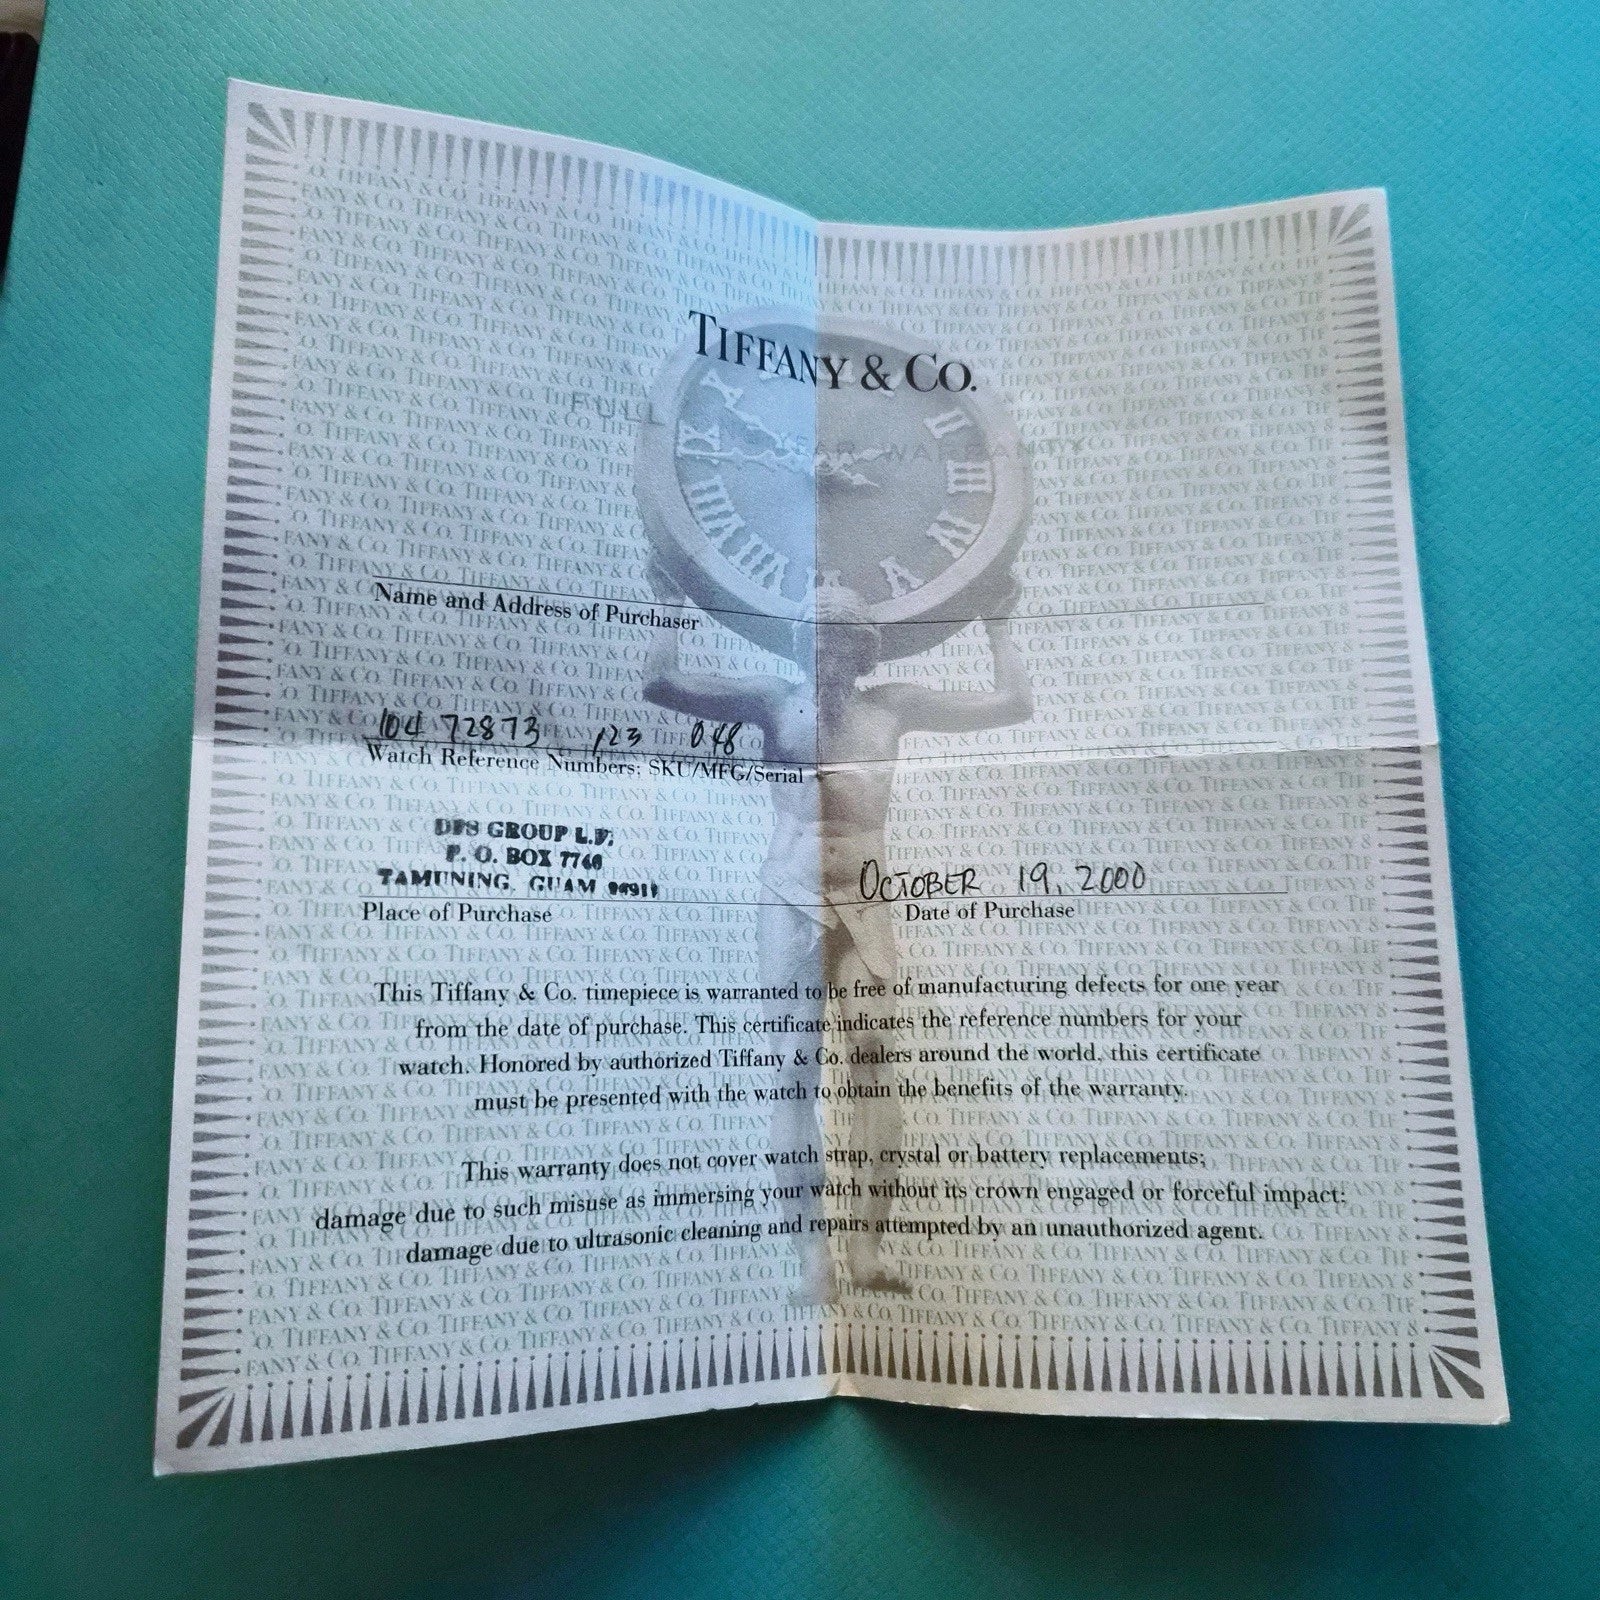 TIFFANY & CO.
FULL YEAR WARRANTY
Name and Address of Purchaser
104 72873 123 048
Watch Reference Numbers: SKU/MFG/Serial
DFS GROUP L.P.
P. O. BOX 7746
TAMUNING, GUAM 96911
Place of Purchase
OCTOBER 19, 2000
Date of Purchase
This Tiffany & Co. timepiece is warranted to be free of manufacturing defects for one year
from the date of purchase. This certificate indicates the reference numbers for your
watch. Honored by authorized Tiffany & Co. dealers around the world, this certificate
must be presented with the watch to obtain the benefits of the warranty.
This warranty does not cover watch strap, crystal or battery replacements;
damage due to such misuse as immersing your watch without its crown engaged or forceful impact;
damage due to ultrasonic cleaning and repairs attempted by an unauthorized agent.